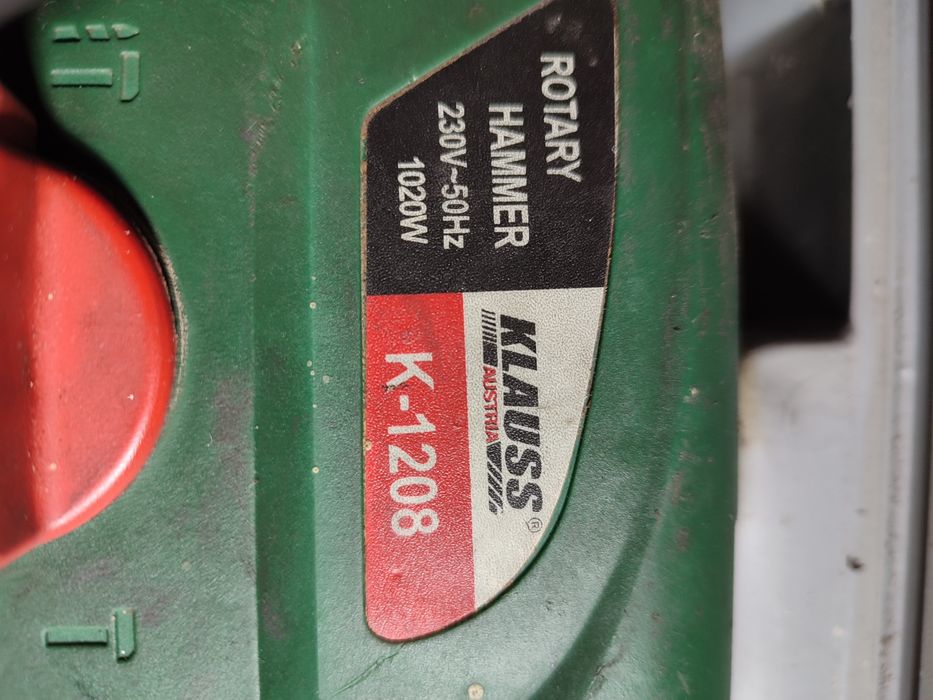 ROTARY
HAMMER
230V~50Hz
1020W
KLAUSS®
AUSTRIA
K-1208